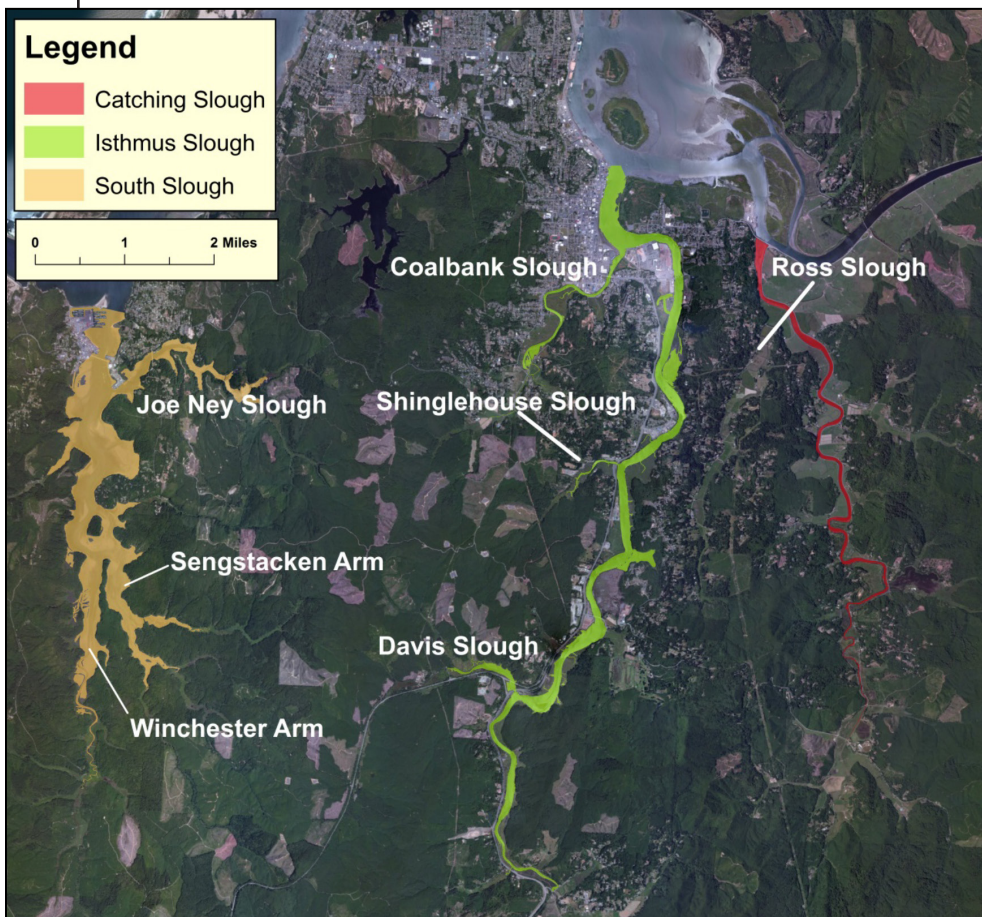 Legend
Catching Slough
Isthmus Slough
South Slough
0 1 2 Miles
Coalbank Slough
Ross Slough
Joe Ney Slough
Shinglehouse Slough
Sengstacken Arm
Davis Slough
Winchester Arm